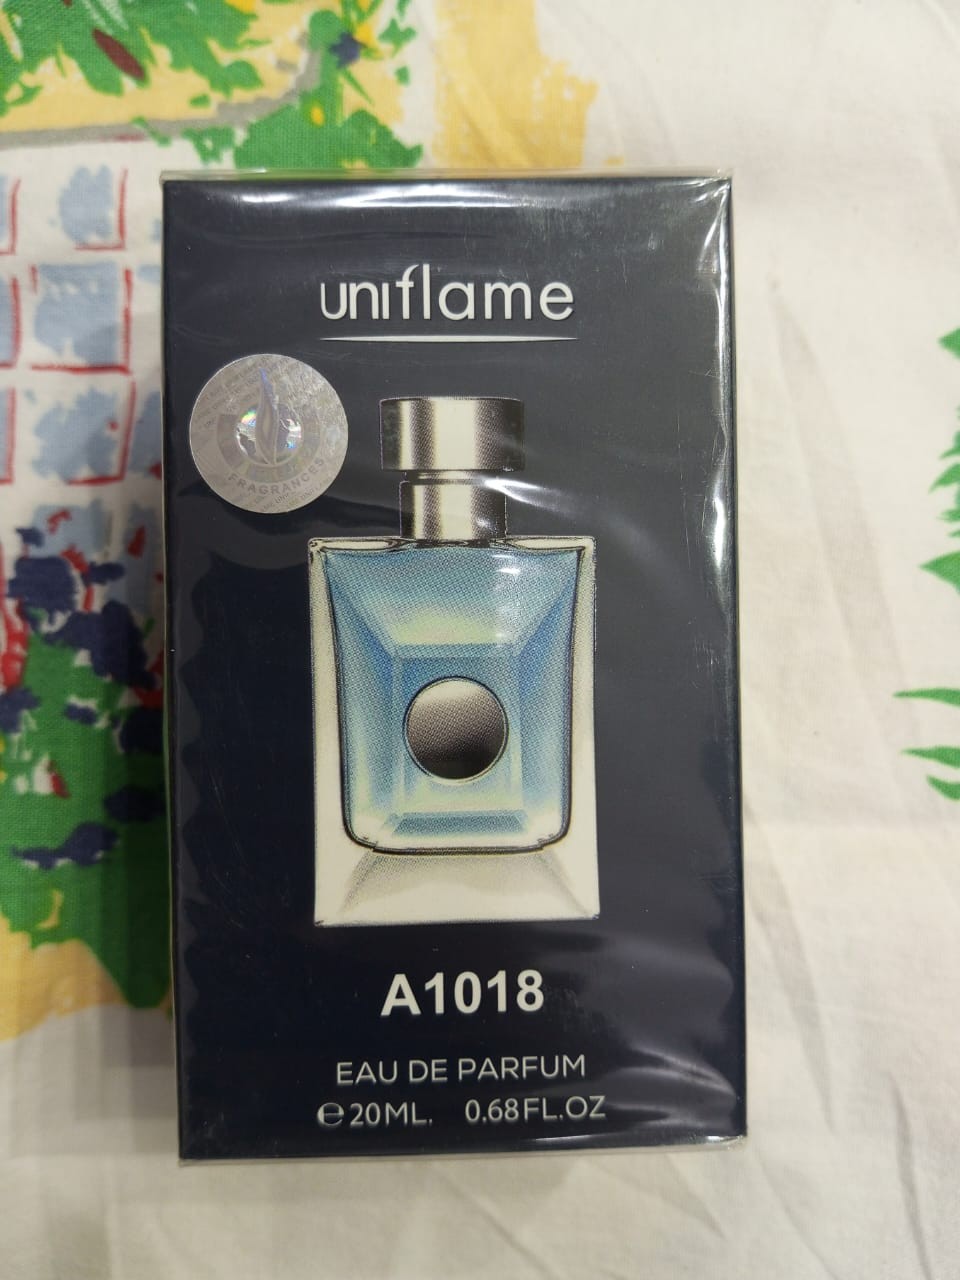 uniflame
FRAGRANCES
A1018
EAU DE PARFUM
℮20ML. 0.68FL.OZ